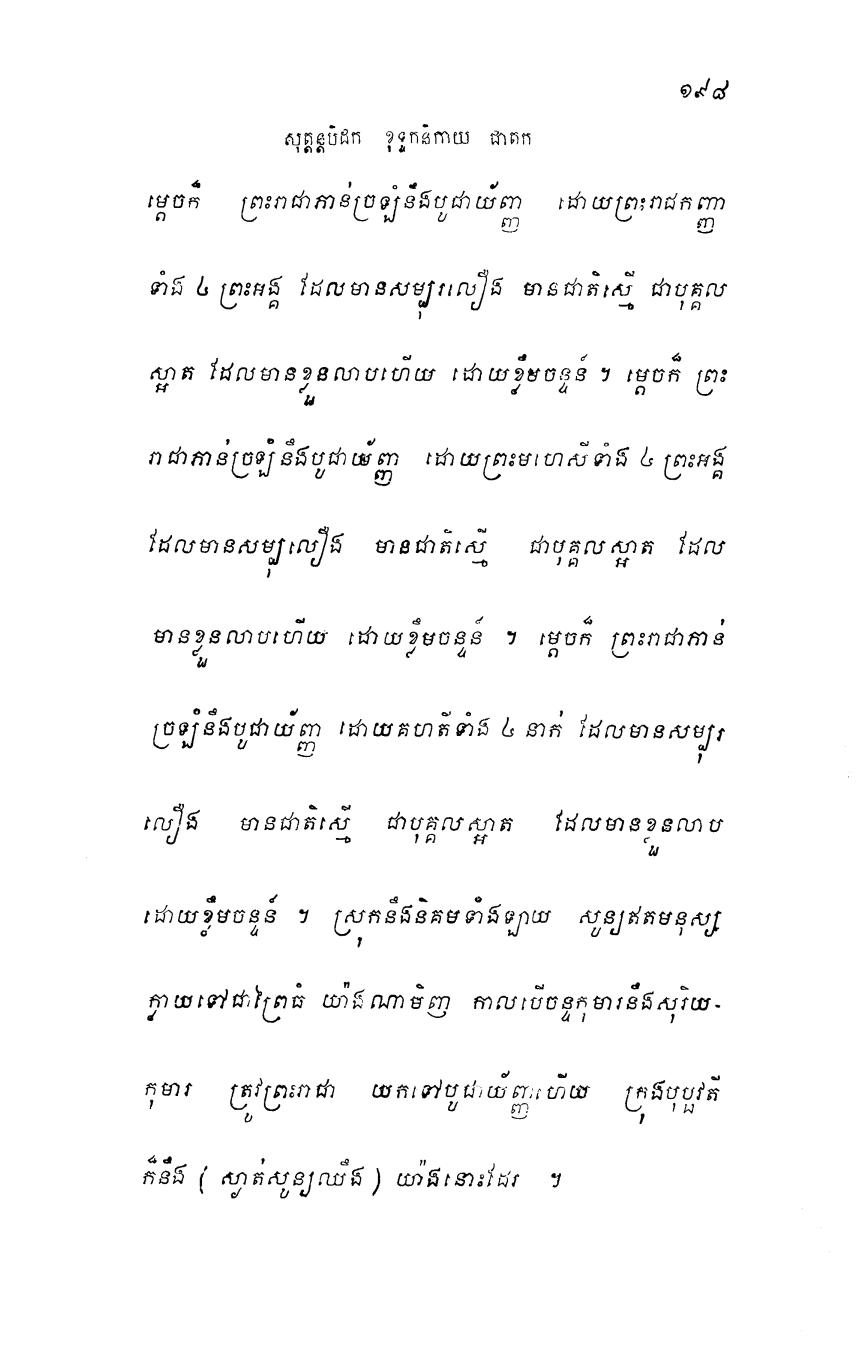 ១៩៨
សុត្តន្តបិដក ខុទ្ទកនិកាយ ជាតក
ម្តេចក៏ ព្រះរាជាភាន់ច្រឡំនឹងបូជាយ័ញ្ញ ដោយព្រះរាជកញ្ញា
ទាំង ៤ ព្រះអង្គ ដែលមានសម្បុរលឿង មានជាតិស្មើ ជាបុគ្គល
ស្អាត ដែលមានខ្លួនលាបហើយ ដោយខ្លឹមចន្ទន៍ ។ ម្តេចក៏ ព្រះ
រាជាភាន់ច្រឡំនឹងបូជាយ័ញ្ញ ដោយព្រះមហេសីទាំង ៤ ព្រះអង្គ
ដែលមានសម្បុរលឿង មានជាតិស្មើ ជាបុគ្គលស្អាត ដែល
មានខ្លួនលាបហើយ ដោយខ្លឹមចន្ទន៍ ។ ម្តេចក៏ ព្រះរាជាភាន់
ច្រឡំនឹងបូជាយ័ញ្ញ ដោយគហតីទាំង ៤ នាក់ ដែលមានសម្បុរ
លឿង មានជាតិស្មើ ជាបុគ្គលស្អាត ដែលមានខ្លួនលាប
ដោយខ្លឹមចន្ទន៍ ។ ស្រុកនឹងនិគមទាំងឡាយ សូន្យឥតមនុស្ស
ក្លាយទៅជាព្រៃធំ យ៉ាងណាមិញ កាលបើចន្ទកុមារនឹងសុរិយ-
កុមារ ត្រូវព្រះរាជា យកទៅបូជាយ័ញ្ញហើយ ក្រុងបុប្ផវតី
ក៏នឹង ( ស្ងាត់សូន្យឈឹង ) យ៉ាងនោះដែរ ។